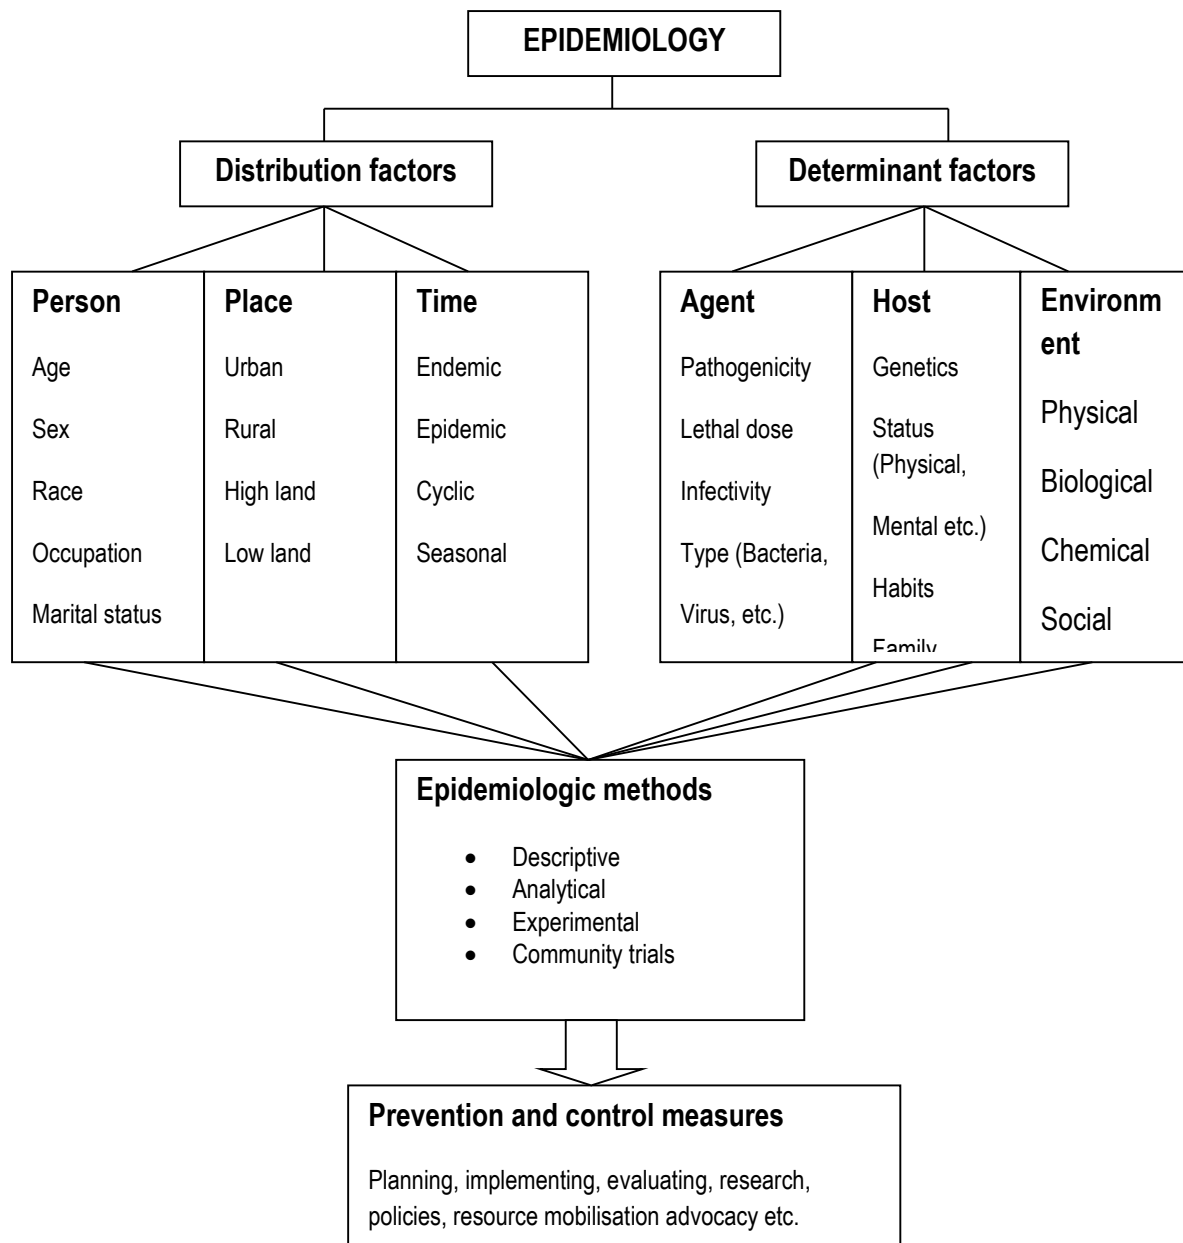 EPIDEMIOLOGY
Distribution factors
Determinant factors
Person
Age
Sex
Race
Occupation
Marital status
Place
Urban
Rural
High land
Low land
Time
Endemic
Epidemic
Cyclic
Seasonal
Agent
Pathogenicity
Lethal dose
Infectivity
Type (Bacteria,
Virus, etc.)
Host
Genetics
Status
(Physical,
Mental etc.)
Habits
Family
Environm
ent
Physical
Biological
Chemical
Social
Epidemiologic methods
• Descriptive
• Analytical
• Experimental
• Community trials
Prevention and control measures
Planning, implementing, evaluating, research,
policies, resource mobilisation advocacy etc.